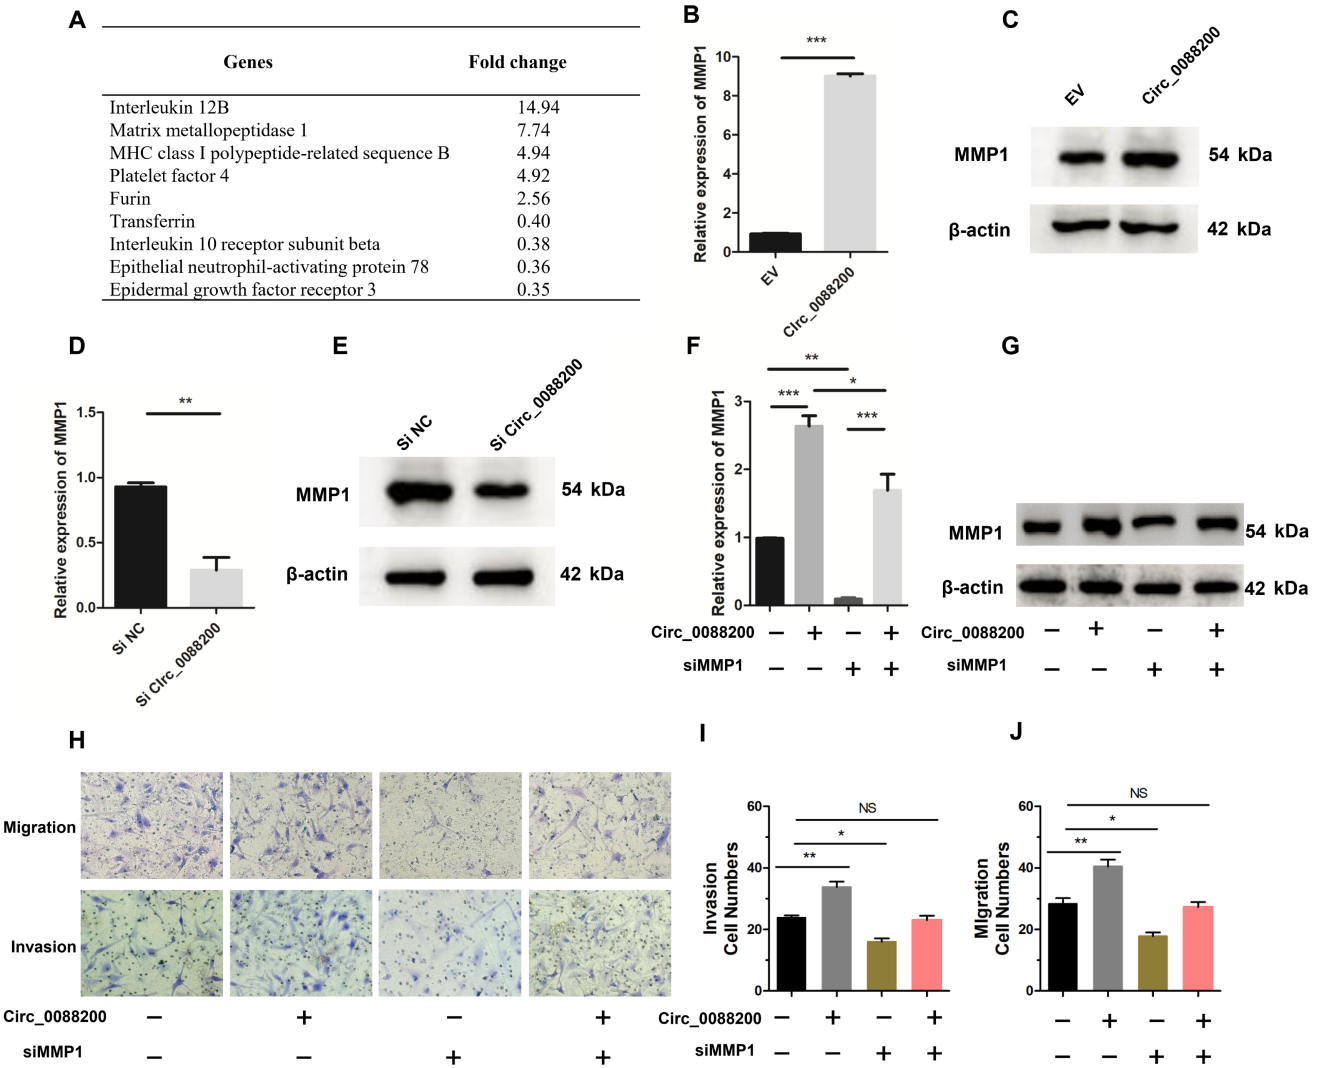 A
Genes Fold change
Interleukin 12B 14.94
Matrix metallopeptidase 1 7.74
MHC class I polypeptide-related sequence B 4.94
Platelet factor 4 4.92
Furin 2.56
Transferrin 0.40
Interleukin 10 receptor subunit beta 0.38
Epithelial neutrophil-activating protein 78 0.36
Epidermal growth factor receptor 3 0.35
B
Relative expression of MMP1
10
8
6
4
2
0
***
EV
CIrc_0088200
C
EV
Circ_0088200
MMP1 54 kDa
β-actin 42 kDa
D
Relative expression of MMP1
1.5
1.0
0.5
0.0
**
Si NC
Si CIrc_0088200
E
Si NC
Si Circ_0088200
MMP1 54 kDa
β-actin 42 kDa
F
Relative expression of MMP1
3
2
1
0
**
*
***
***
Circ_0088200 − + − +
siMMP1 − − + +
G
MMP1 54 kDa
β-actin 42 kDa
Circ_0088200 − + − +
siMMP1 − − + +
H
Migration
Invasion
Circ_0088200 − + − +
siMMP1 − − + +
I
Invasion
Cell Numbers
60
40
20
0
NS
*
**
Circ_0088200 − + − +
siMMP1 − − + +
J
MIgration
Cell Numbers
60
40
20
0
NS
*
**
− + − +
− − + +